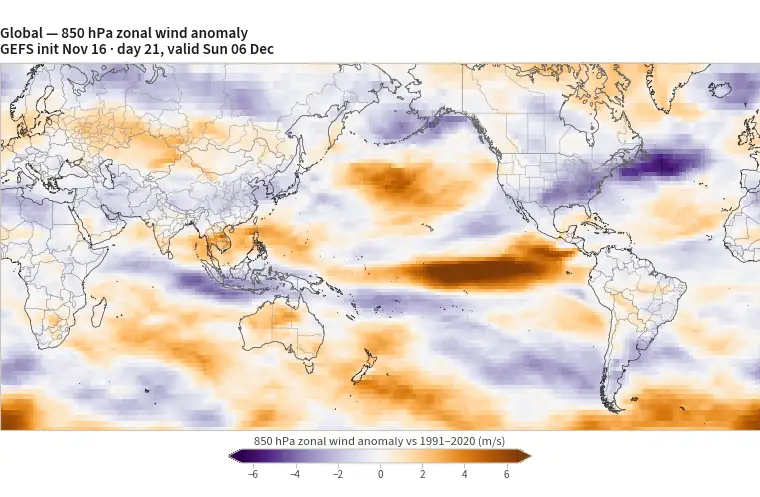 Global — 850 hPa zonal wind anomaly
GEFS init Nov 16 · day 21, valid Sun 06 Dec
850 hPa zonal wind anomaly vs 1991–2020 (m/s)
−6 −4 −2 0 2 4 6